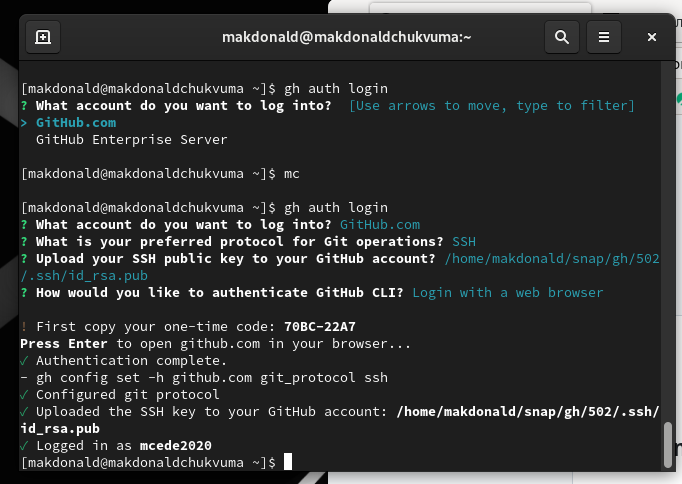 makdonald@makdonaldchukvuma:~
[makdonald@makdonaldchukvuma ~]$ gh auth login
? What account do you want to log into?  [Use arrows to move, type to filter]
> GitHub.com
  GitHub Enterprise Server
[makdonald@makdonaldchukvuma ~]$ mc
[makdonald@makdonaldchukvuma ~]$ gh auth login
? What account do you want to log into? GitHub.com
? What is your preferred protocol for Git operations? SSH
? Upload your SSH public key to your GitHub account? /home/makdonald/snap/gh/502
/.ssh/id_rsa.pub
? How would you like to authenticate GitHub CLI? Login with a web browser
! First copy your one-time code: 70BC-22A7
Press Enter to open github.com in your browser...
✓ Authentication complete.
- gh config set -h github.com git_protocol ssh
✓ Configured git protocol
✓ Uploaded the SSH key to your GitHub account: /home/makdonald/snap/gh/502/.ssh/
id_rsa.pub
✓ Logged in as mcede2020
[makdonald@makdonaldchukvuma ~]$